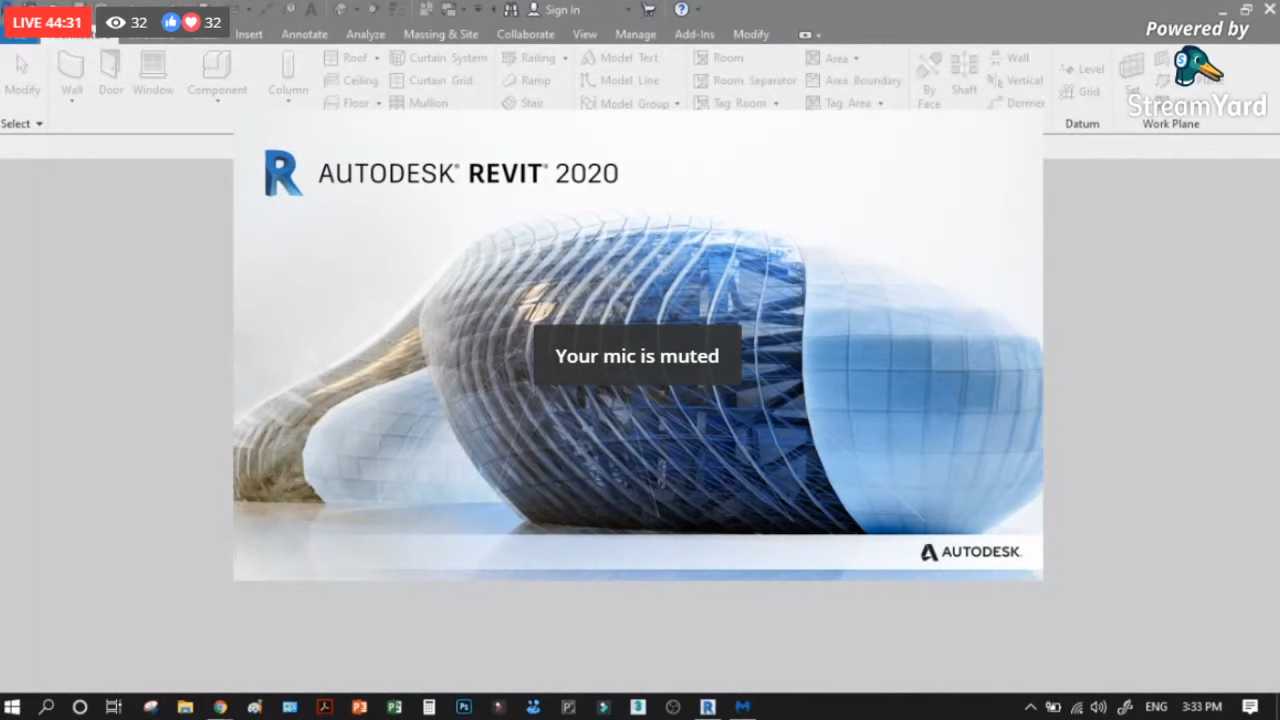 LIVE 44:31 32 32
Sign In
Powered by
Insert Annotate Analyze Massing & Site Collaborate View Manage Add-Ins Modify
StreamYard
Modify
Wall
Door
Window
Component
Column
Roof
Ceiling
Floor
Curtain System
Curtain Grid
Mullion
Railing
Ramp
Stair
Model Text
Model Line
Model Group
Room
Room Separator
Tag Room
Area
Area Boundary
Tag Area
By
Face
Shaft
Wall
Vertical
Dormer
Level
Grid
Set
Select
Datum
Work Plane
AUTODESK® REVIT® 2020
Your mic is muted
AUTODESK
ENG 3:33 PM